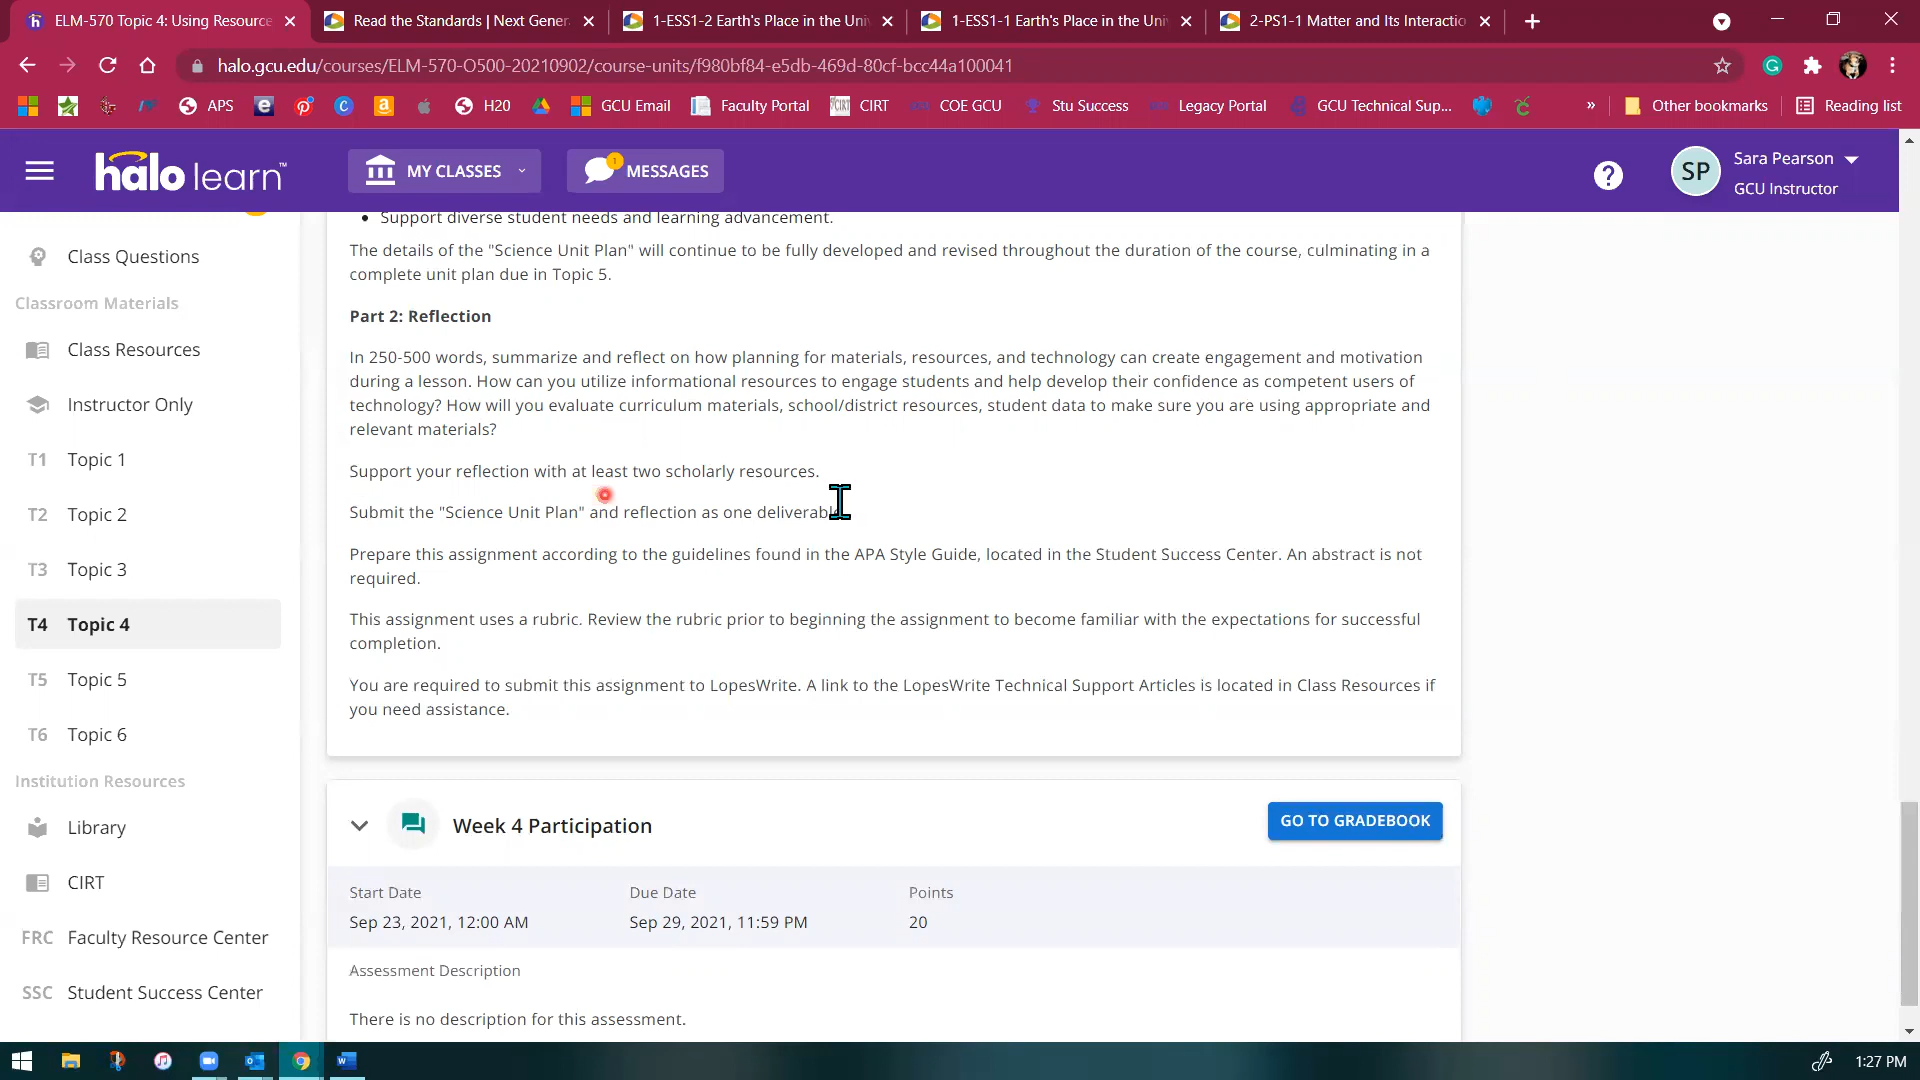 ELM-570 Topic 4: Using Resource
Read the Standards | Next Gener
1-ESS1-2 Earth's Place in the Uni
1-ESS1-1 Earth's Place in the Uni
2-PS1-1 Matter and Its Interactio
halo.gcu.edu/courses/ELM-570-O500-20210902/course-units/f980bf84-e5db-469d-80cf-bcc44a100041
APS
H20
GCU Email
Faculty Portal
CIRT
COE GCU
Stu Success
Legacy Portal
GCU Technical Sup...
»
Other bookmarks
Reading list
halo learn™
MY CLASSES
1
MESSAGES
?
SP
Sara Pearson
GCU Instructor
Class Questions
Classroom Materials
Class Resources
Instructor Only
T1 Topic 1
T2 Topic 2
T3 Topic 3
T4 Topic 4
T5 Topic 5
T6 Topic 6
Institution Resources
Library
CIRT
FRC Faculty Resource Center
SSC Student Success Center
• Support diverse student needs and learning advancement.
The details of the "Science Unit Plan" will continue to be fully developed and revised throughout the duration of the course, culminating in a
complete unit plan due in Topic 5.
Part 2: Reflection
In 250-500 words, summarize and reflect on how planning for materials, resources, and technology can create engagement and motivation
during a lesson. How can you utilize informational resources to engage students and help develop their confidence as competent users of
technology? How will you evaluate curriculum materials, school/district resources, student data to make sure you are using appropriate and
relevant materials?
Support your reflection with at least two scholarly resources.
Submit the "Science Unit Plan" and reflection as one deliverable
Prepare this assignment according to the guidelines found in the APA Style Guide, located in the Student Success Center. An abstract is not
required.
This assignment uses a rubric. Review the rubric prior to beginning the assignment to become familiar with the expectations for successful
completion.
You are required to submit this assignment to LopesWrite. A link to the LopesWrite Technical Support Articles is located in Class Resources if
you need assistance.
Week 4 Participation
GO TO GRADEBOOK
Start Date Due Date Points
Sep 23, 2021, 12:00 AM Sep 29, 2021, 11:59 PM 20
Assessment Description
There is no description for this assessment.
1:27 PM